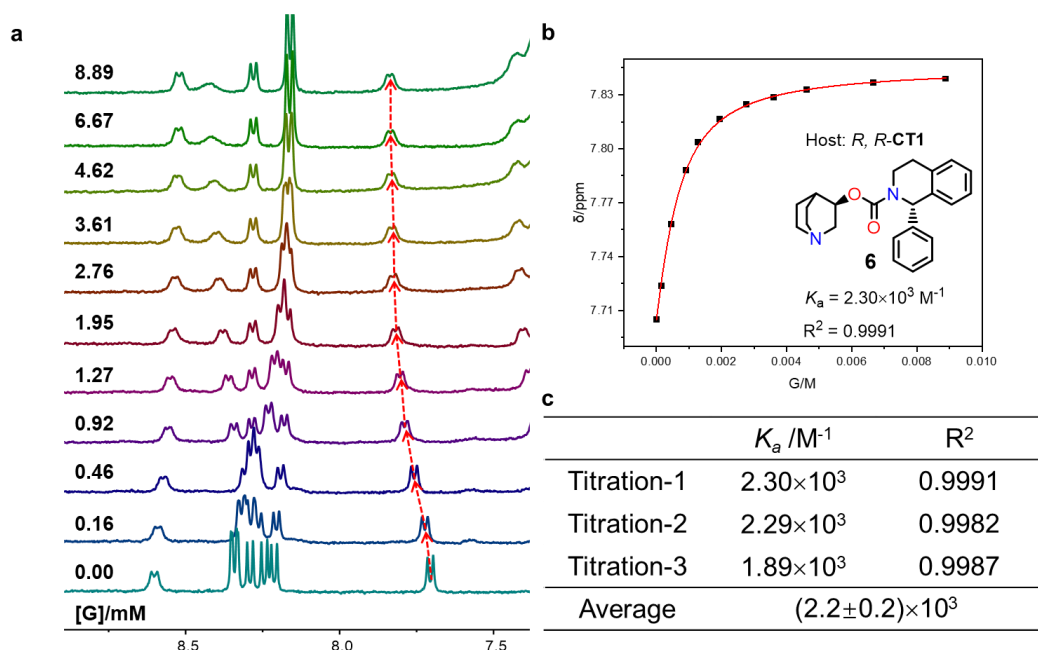 a
8.89
6.67
4.62
3.61
2.76
1.95
1.27
0.92
0.46
0.16
0.00
[G]/mM
8.5 8.0 7.5
b
7.83
7.80
7.77
7.74
7.71
δ/ppm
0.000 0.002 0.004 0.006 0.008 0.010
G/M
Host: R, R-CT1
O N
O
N
6
Kₐ = 2.30×10³ M⁻¹
R² = 0.9991
c
Kₐ /M⁻¹ R²
Titration-1 2.30×10³ 0.9991
Titration-2 2.29×10³ 0.9982
Titration-3 1.89×10³ 0.9987
Average (2.2±0.2)×10³